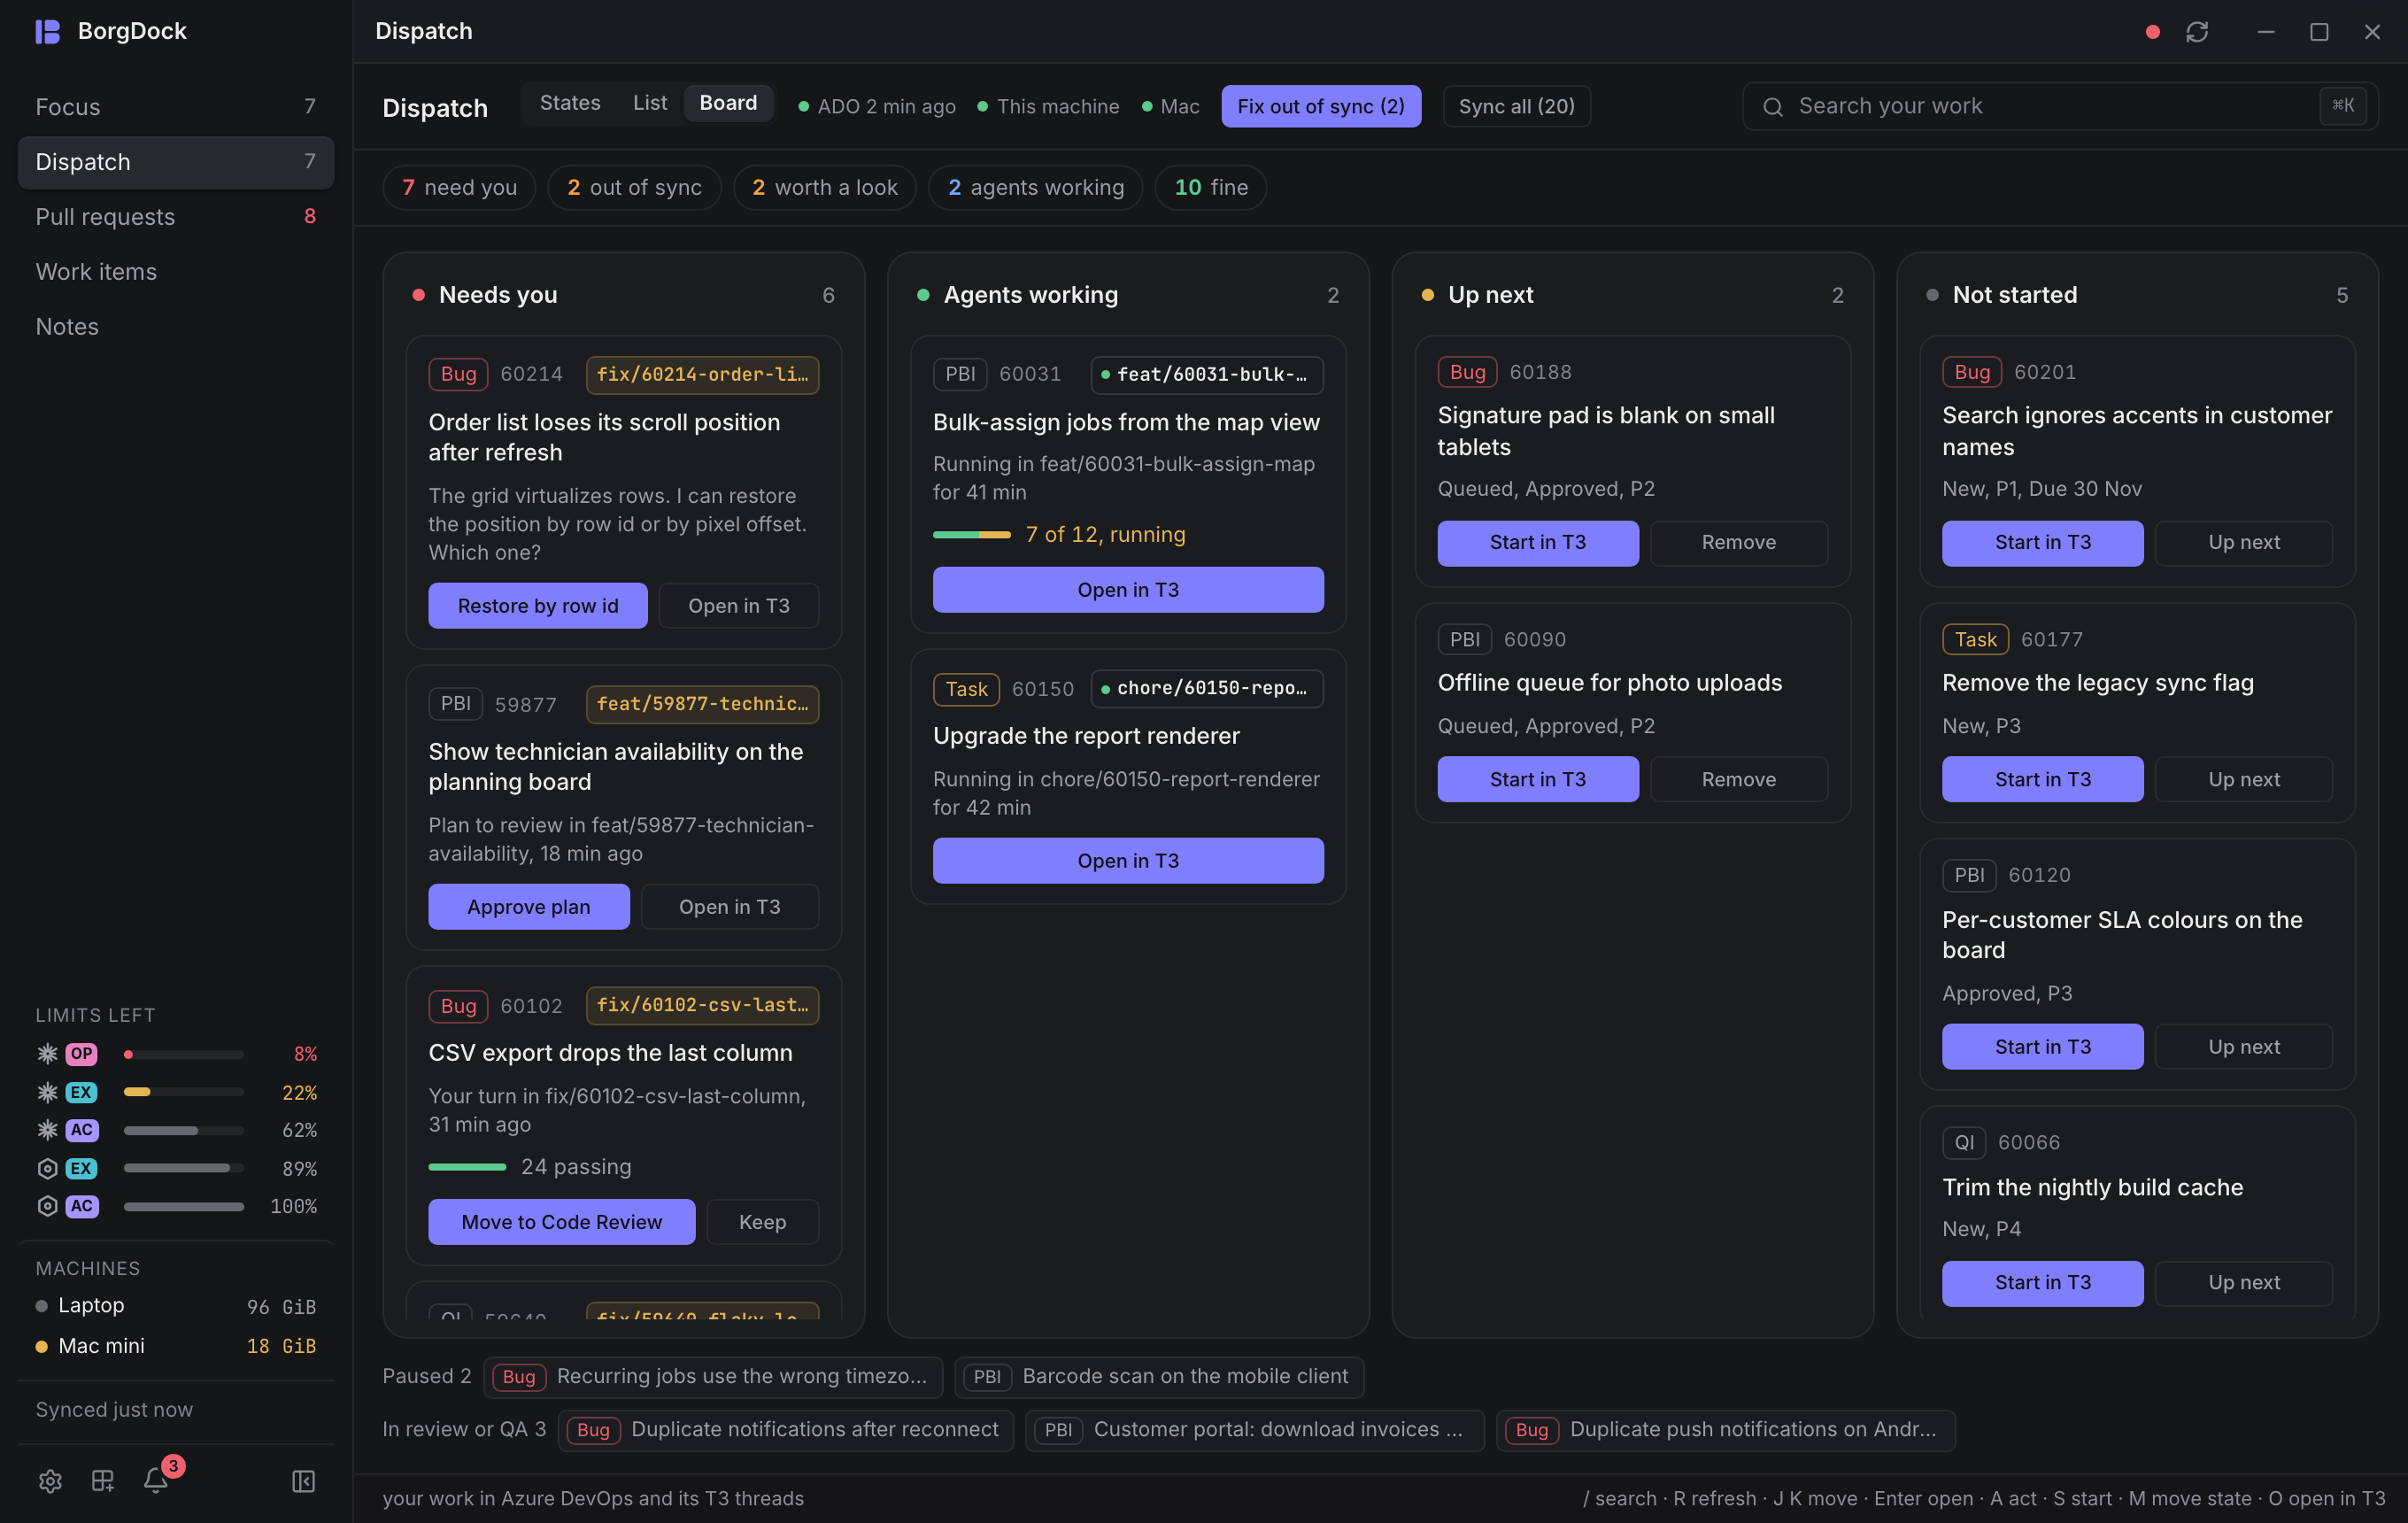 BorgDock
Dispatch
Focus 7
Dispatch 7
Pull requests 8
Work items
Notes
LIMITS LEFT
OP 8%
EX 22%
AC 62%
EX 89%
AC 100%
MACHINES
Laptop 96 GiB
Mac mini 18 GiB
Synced just now
3
Dispatch States List Board ADO 2 min ago This machine Mac Fix out of sync (2) Sync all (20) Search your work ⌘K
7 need you 2 out of sync 2 worth a look 2 agents working 10 fine
Needs you 6
Bug 60214 fix/60214-order-li…
Order list loses its scroll position
after refresh
The grid virtualizes rows. I can restore
the position by row id or by pixel offset.
Which one?
Restore by row id Open in T3
PBI 59877 feat/59877-technic…
Show technician availability on the
planning board
Plan to review in feat/59877-technician-
availability, 18 min ago
Approve plan Open in T3
Bug 60102 fix/60102-csv-last…
CSV export drops the last column
Your turn in fix/60102-csv-last-column,
31 min ago
24 passing
Move to Code Review Keep
QI 59640 fix/59640-flaky-lo…
Agents working 2
PBI 60031 feat/60031-bulk-…
Bulk-assign jobs from the map view
Running in feat/60031-bulk-assign-map
for 41 min
7 of 12, running
Open in T3
Task 60150 chore/60150-repo…
Upgrade the report renderer
Running in chore/60150-report-renderer
for 42 min
Open in T3
Up next 2
Bug 60188
Signature pad is blank on small
tablets
Queued, Approved, P2
Start in T3 Remove
PBI 60090
Offline queue for photo uploads
Queued, Approved, P2
Start in T3 Remove
Not started 5
Bug 60201
Search ignores accents in customer
names
New, P1, Due 30 Nov
Start in T3 Up next
Task 60177
Remove the legacy sync flag
New, P3
Start in T3 Up next
PBI 60120
Per-customer SLA colours on the
board
Approved, P3
Start in T3 Up next
QI 60066
Trim the nightly build cache
New, P4
Start in T3 Up next
Paused 2 Bug Recurring jobs use the wrong timezo… PBI Barcode scan on the mobile client
In review or QA 3 Bug Duplicate notifications after reconnect PBI Customer portal: download invoices … Bug Duplicate push notifications on Andr…
your work in Azure DevOps and its T3 threads
/ search · R refresh · J K move · Enter open · A act · S start · M move state · O open in T3